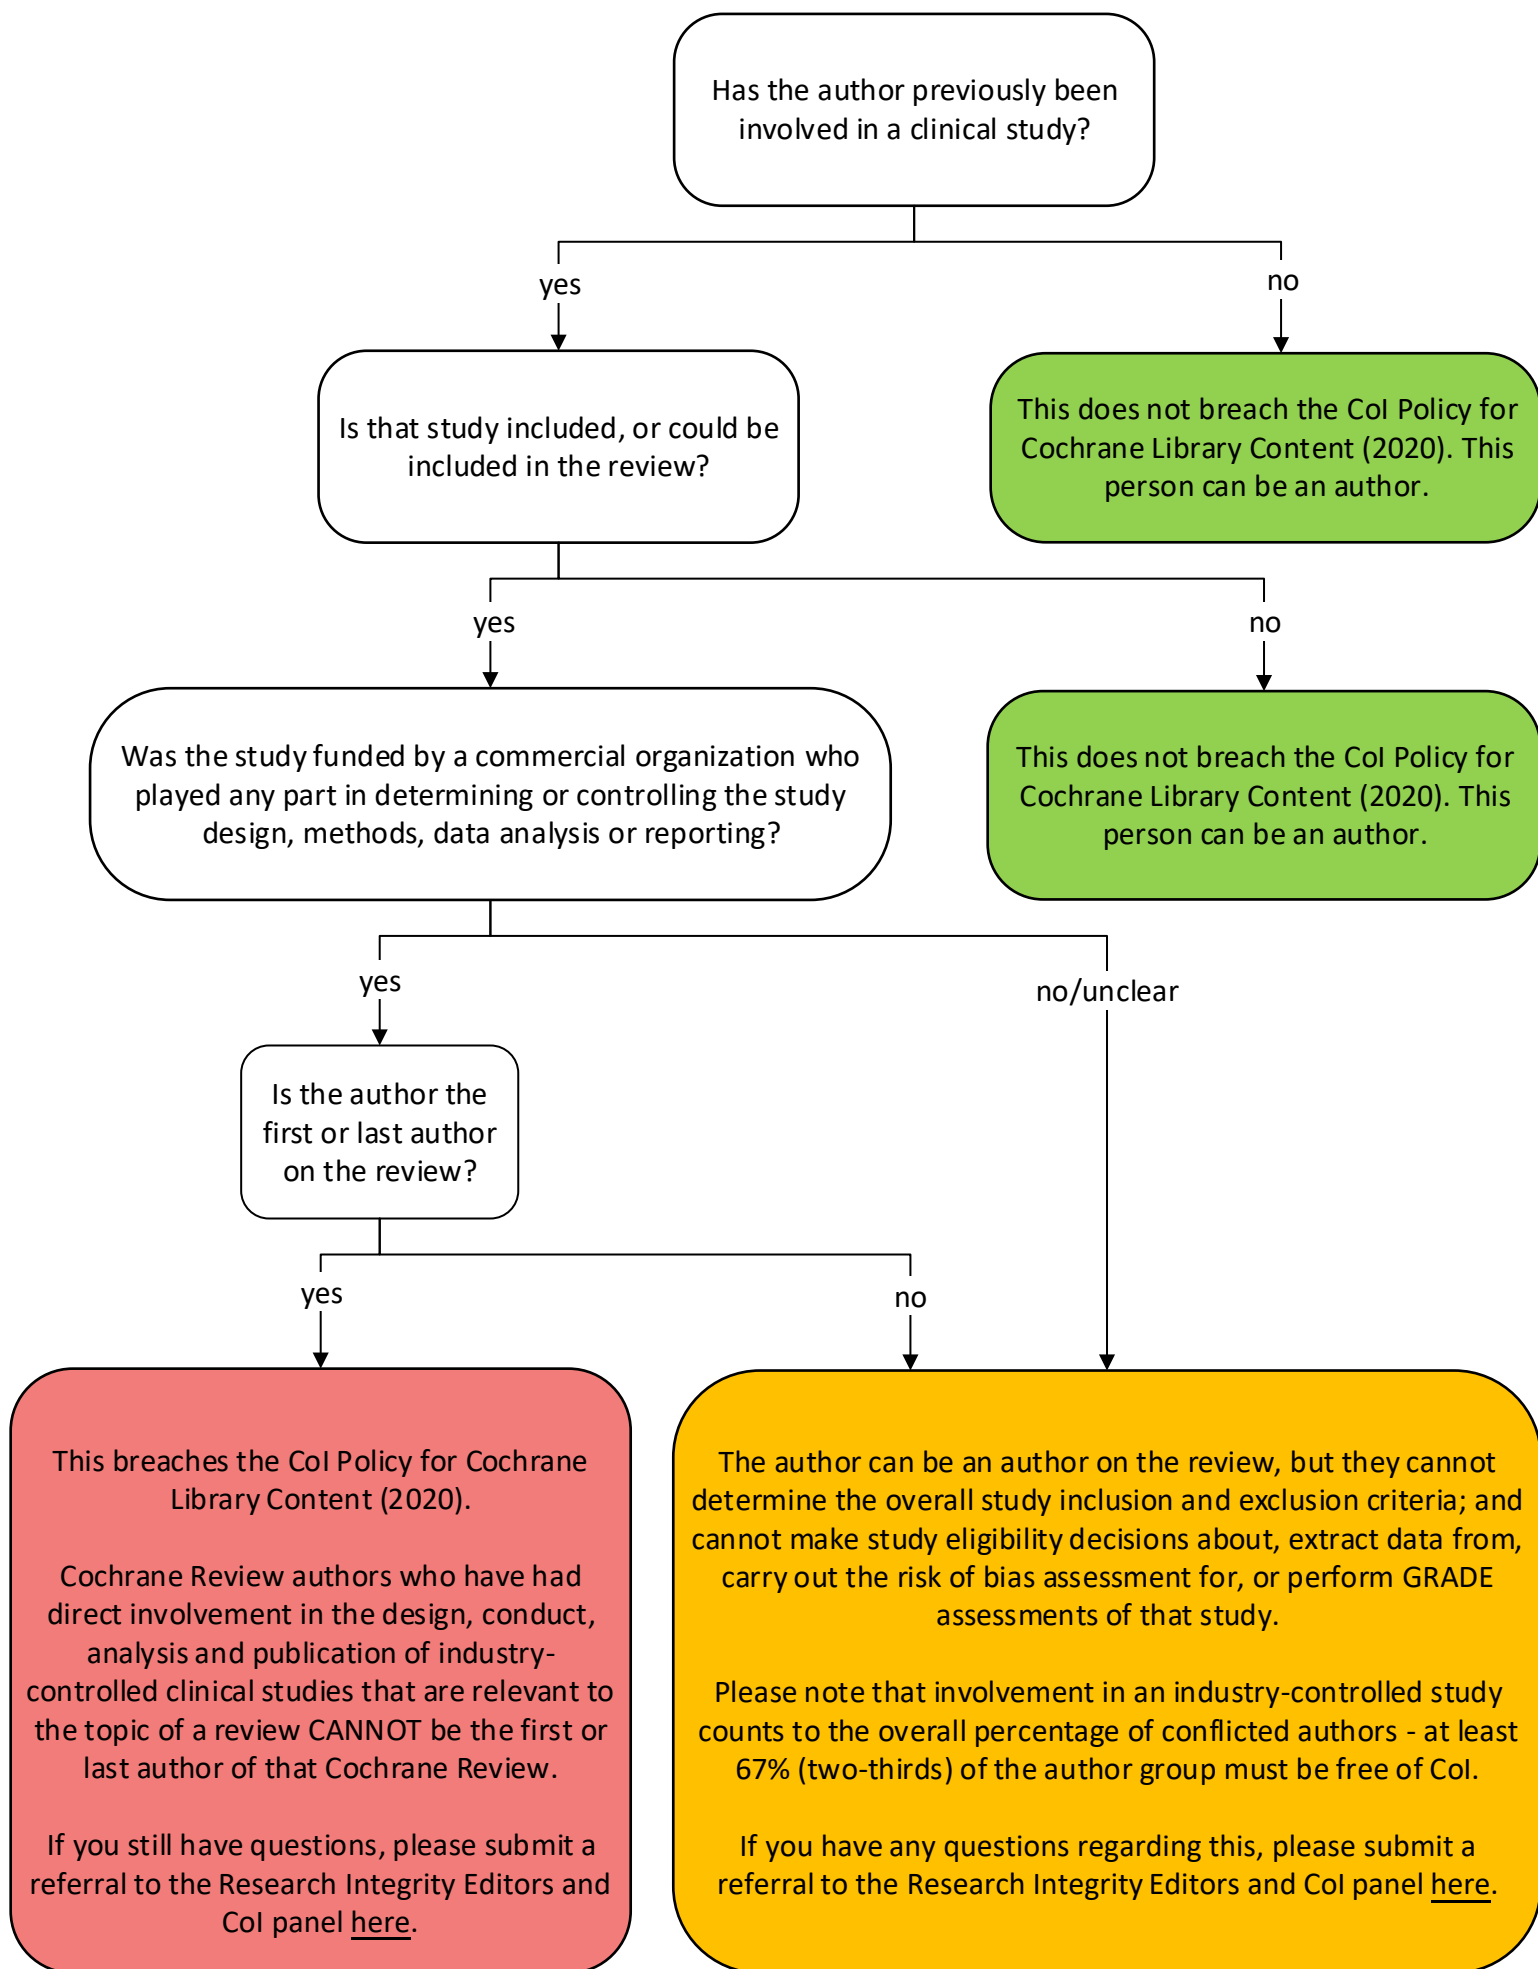 Has the author previously been
involved in a clinical study?
yes
no
Is that study included, or could be
included in the review?
This does not breach the CoI Policy for
Cochrane Library Content (2020). This
person can be an author.
yes
no
Was the study funded by a commercial organization who
played any part in determining or controlling the study
design, methods, data analysis or reporting?
This does not breach the CoI Policy for
Cochrane Library Content (2020). This
person can be an author.
yes
no/unclear
Is the author the
first or last author
on the review?
yes
no
This breaches the CoI Policy for Cochrane
Library Content (2020).
Cochrane Review authors who have had
direct involvement in the design, conduct,
analysis and publication of industry-
controlled clinical studies that are relevant to
the topic of a review CANNOT be the first or
last author of that Cochrane Review.
If you still have questions, please submit a
referral to the Research Integrity Editors and
CoI panel here.
The author can be an author on the review, but they cannot
determine the overall study inclusion and exclusion criteria; and
cannot make study eligibility decisions about, extract data from,
carry out the risk of bias assessment for, or perform GRADE
assessments of that study.
Please note that involvement in an industry-controlled study
counts to the overall percentage of conflicted authors - at least
67% (two-thirds) of the author group must be free of CoI.
If you have any questions regarding this, please submit a
referral to the Research Integrity Editors and CoI panel here.